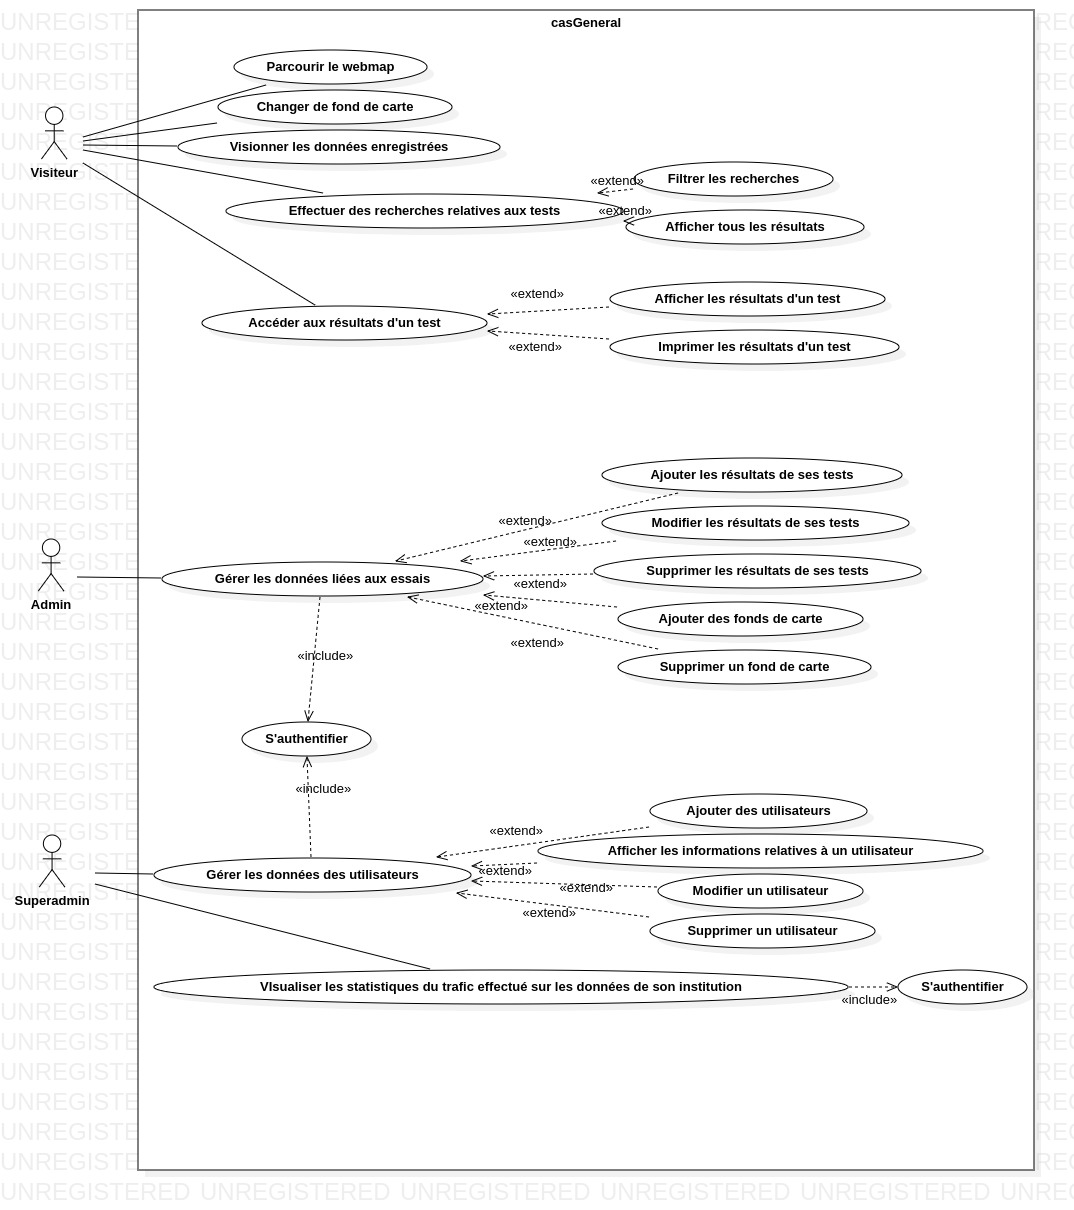 casGeneral
Parcourir le webmap
Changer de fond de carte
Visionner les données enregistrées
Visiteur
«extend»
Filtrer les recherches
Effectuer des recherches relatives aux tests
«extend»
Afficher tous les résultats
«extend»
Afficher les résultats d'un test
Accéder aux résultats d'un test
«extend»
Imprimer les résultats d'un test
Ajouter les résultats de ses tests
«extend»
Modifier les résultats de ses tests
«extend»
Supprimer les résultats de ses tests
Gérer les données liées aux essais
«extend»
Admin
«extend»
Ajouter des fonds de carte
«extend»
Supprimer un fond de carte
«include»
S'authentifier
«include»
Ajouter des utilisateurs
«extend»
Afficher les informations relatives à un utilisateur
Gérer les données des utilisateurs
«extend»
«extend»
Modifier un utilisateur
Superadmin
«extend»
Supprimer un utilisateur
VIsualiser les statistiques du trafic effectué sur les données de son institution
«include»
S'authentifier
UNREGISTERED UNREGISTERED UNREGISTERED UNREGISTERED UNREGISTERED